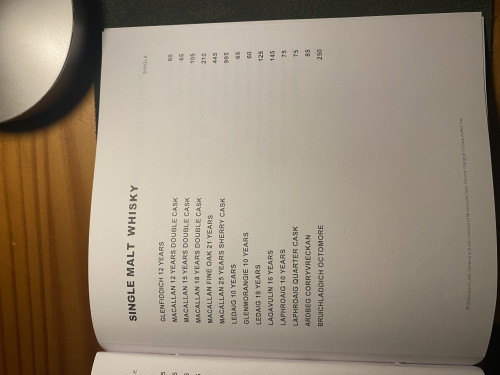 SINGLE MALT WHISKY
SINGLE
GLENFIDDICH 12 YEARS 60
MACALLAN 12 YEARS DOUBLE CASK 65
MACALLAN 15 YEARS DOUBLE CASK 105
MACALLAN 18 YEARS DOUBLE CASK 210
MACALLAN FINE OAK 21 YEARS 445
MACALLAN 25 YEARS SHERRY CASK 995
LEDAIG 10 YEARS 65
GLENMORANGIE 10 YEARS 60
LEDAIG 18 YEARS 125
LAGAVULIN 16 YEARS 145
LAPHROAIG 10 YEARS 75
LAPHROAIG QUARTER CASK 75
ARDBEG CORRYVRECKAN 85
BRUICHLADDICH OCTOMORE 250